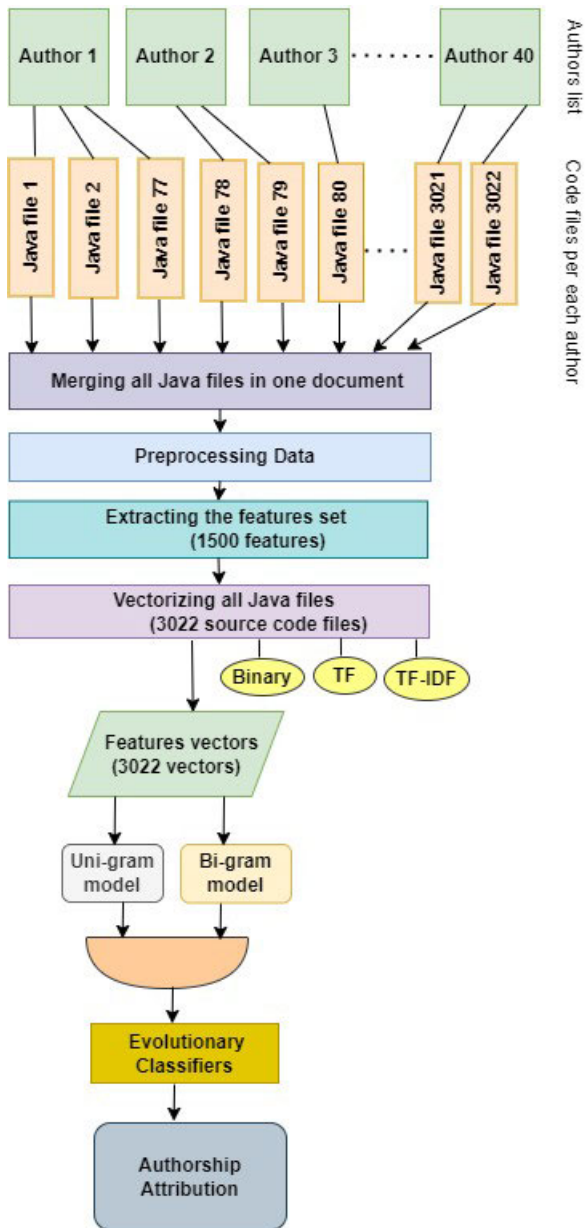 Author 1
Author 2
Author 3
Author 40
Authors list
Java file 1
Java file 2
Java file 77
Java file 78
Java file 79
Java file 80
Java file 3021
Java file 3022
Code files per each author
Merging all Java files in one document
Preprocessing Data
Extracting the features set
(1500 features)
Vectorizing all Java files
(3022 source code files)
Binary
TF
TF-IDF
Features vectors
(3022 vectors)
Uni-gram
model
Bi-gram
model
Evolutionary
Classifiers
Authorship
Attribution